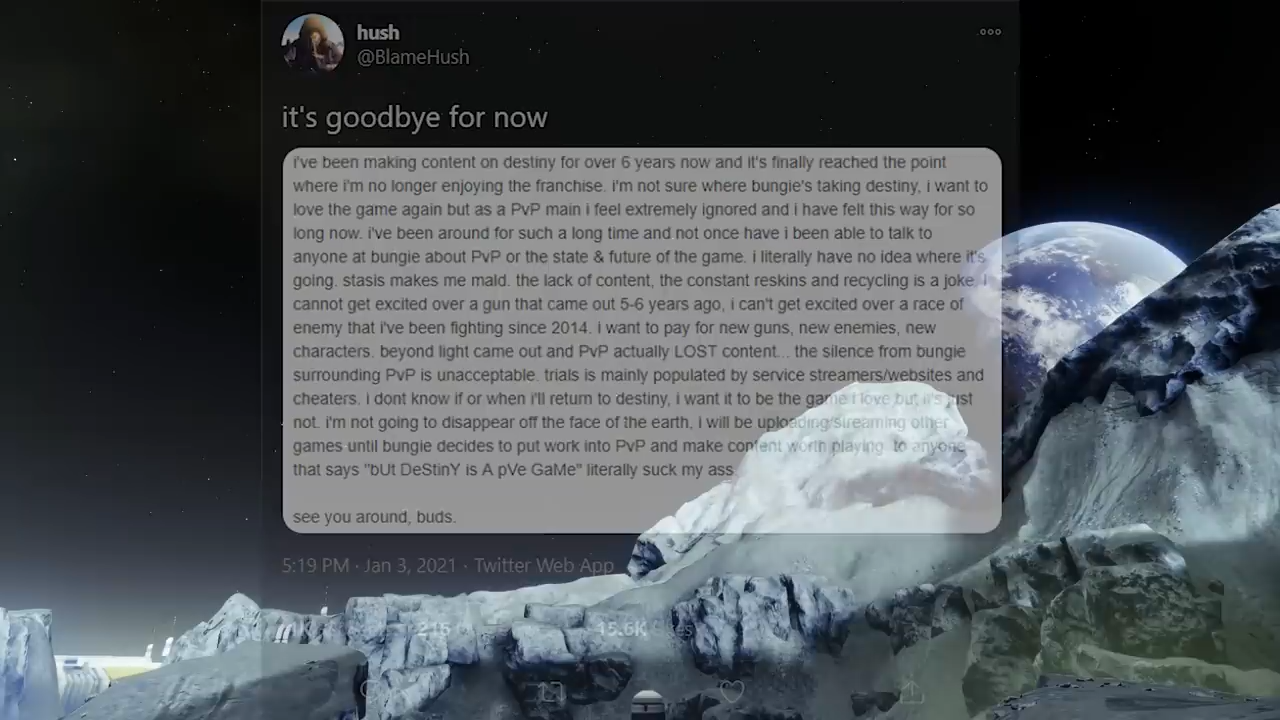 hush
@BlameHush
it's goodbye for now
i've been making content on destiny for over 6 years now and it's finally reached the point
where i'm no longer enjoying the franchise. i'm not sure where bungie's taking destiny, i want to
love the game again but as a PvP main i feel extremely ignored and i have felt this way for so
long now. i've been around for such a long time and not once have i been able to talk to
anyone at bungie about PvP or the state & future of the game. i literally have no idea where it's
going. stasis makes me mald. the lack of content, the constant reskins and recycling is a joke. i
cannot get excited over a gun that came out 5-6 years ago, i can't get excited over a race of
enemy that i've been fighting since 2014. i want to pay for new guns, new enemies, new
characters. beyond light came out and PvP actually LOST content... the silence from bungie
surrounding PvP is unacceptable. trials is mainly populated by service streamers/websites and
cheaters. i dont know if or when i'll return to destiny, i want it to be the game i love but it's just
not. i'm not going to disappear off the face of the earth, i will be uploading/streaming other
games until bungie decides to put work into PvP and make content worth playing. to anyone
that says "bUt DeStinY is A pVe GaMe" literally suck my ass
see you around, buds.
5:19 PM · Jan 3, 2021 · Twitter Web App
15.6K